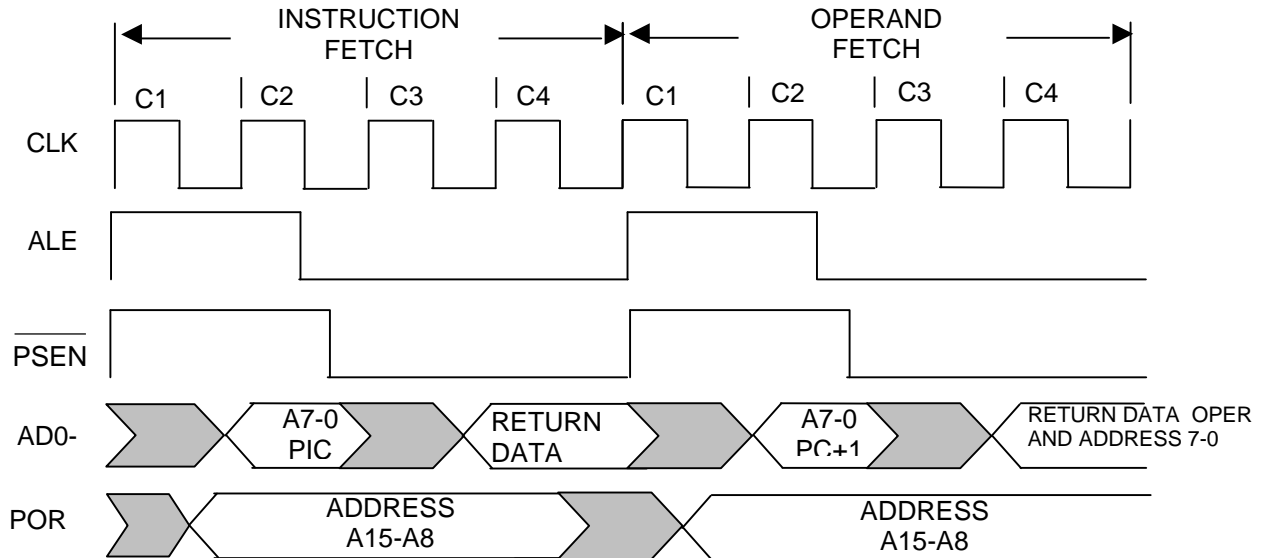 INSTRUCTION
FETCH
OPERAND
FETCH
C1 C2 C3 C4 C1 C2 C3 C4
CLK
ALE
PSEN
AD0-
A7-0
PIC
RETURN
DATA
A7-0
PC+1
RETURN DATA OPER
AND ADDRESS 7-0
POR
ADDRESS
A15-A8
ADDRESS
A15-A8